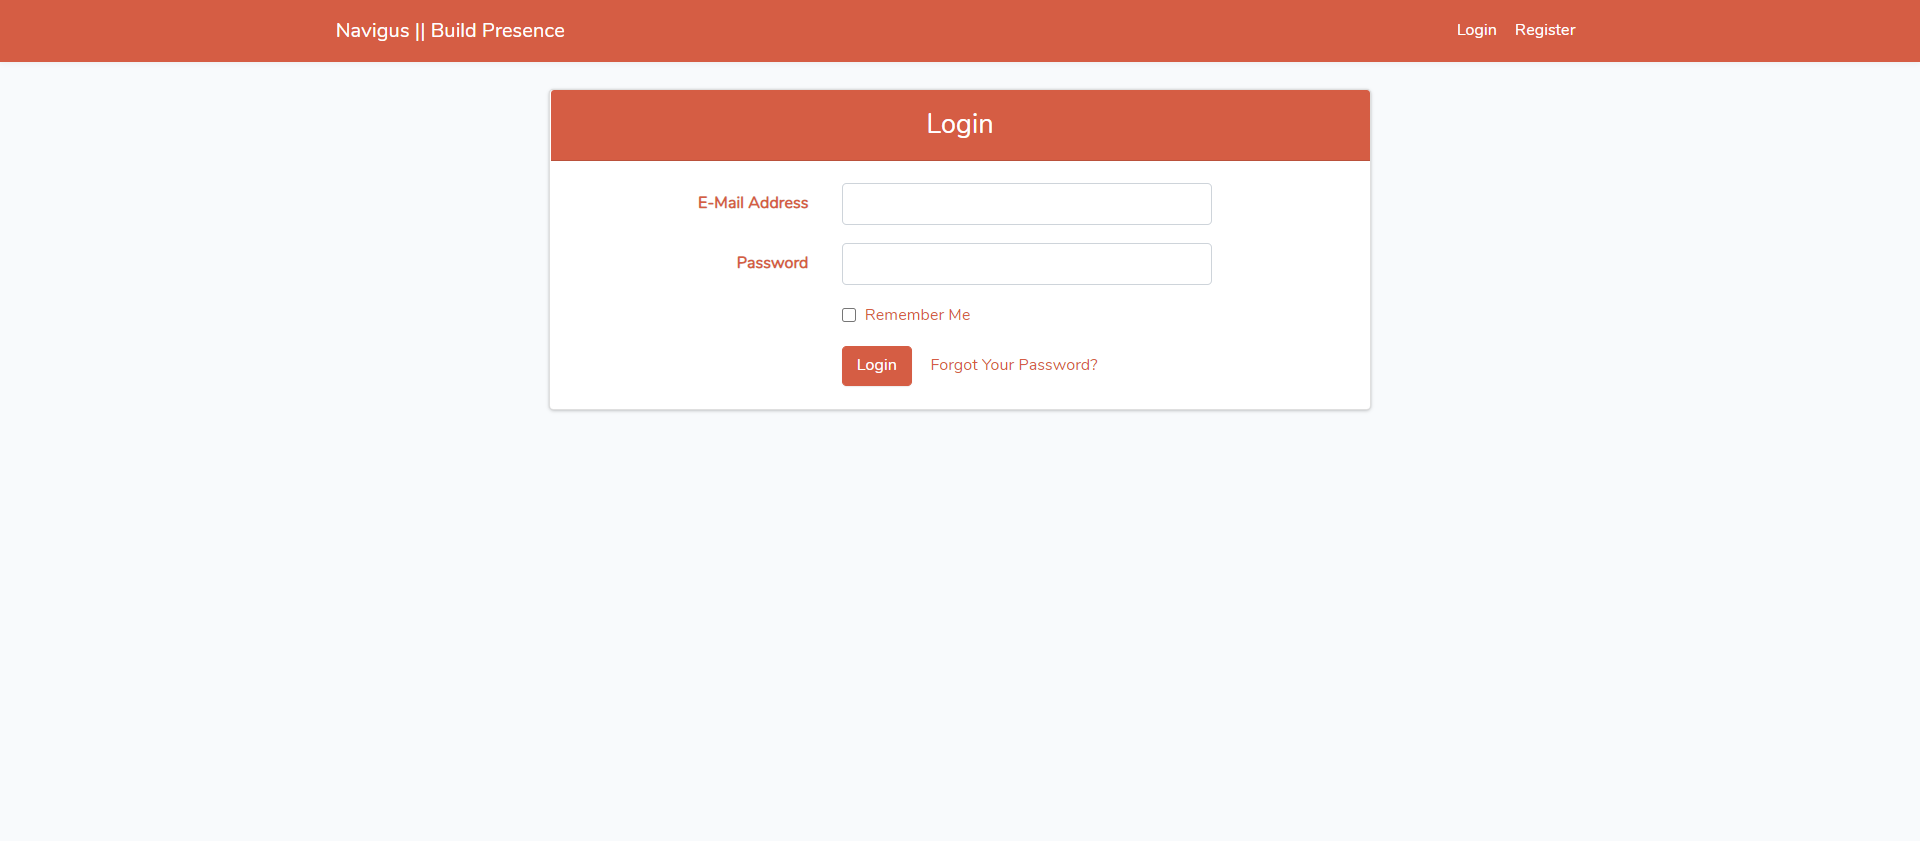 Navigus || Build Presence
Login Register
Login
E-Mail Address
Password
Remember Me
Login Forgot Your Password?